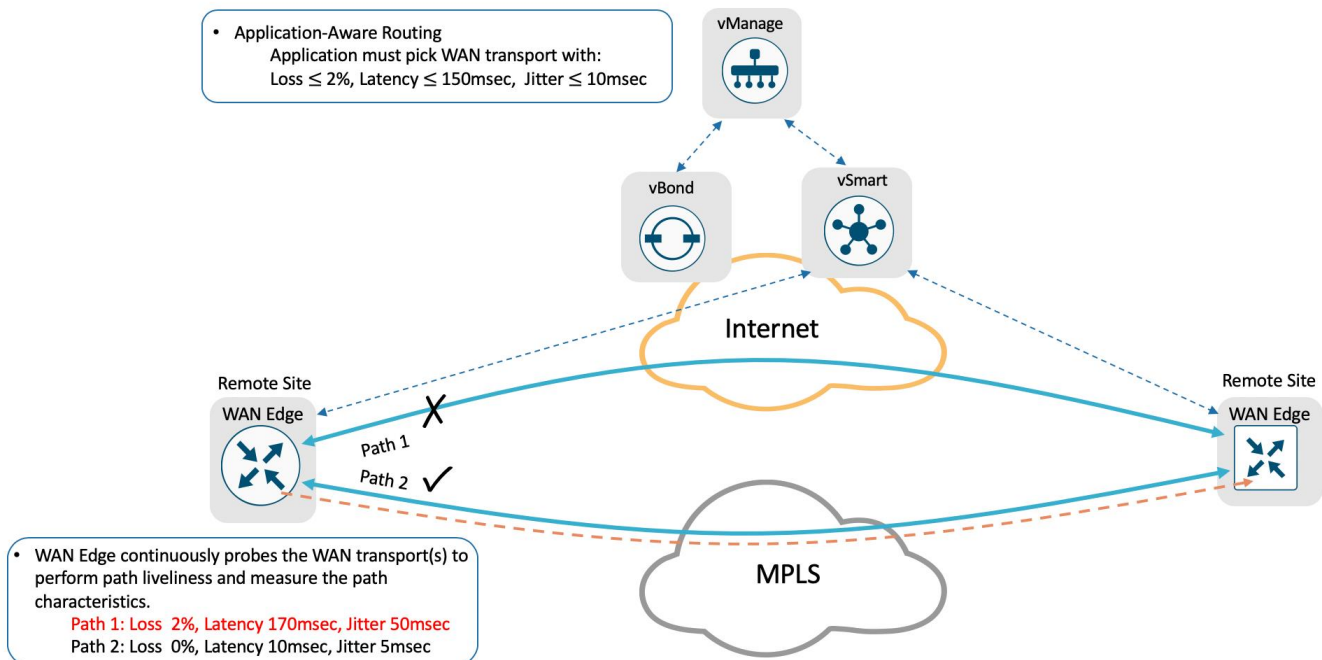 • Application-Aware Routing
Application must pick WAN transport with:
Loss ≤ 2%, Latency ≤ 150msec, Jitter ≤ 10msec
vManage
vBond
vSmart
Internet
Remote Site
WAN Edge
Remote Site
WAN Edge
Path 1
Path 2
MPLS
• WAN Edge continuously probes the WAN transport(s) to
perform path liveliness and measure the path
characteristics.
Path 1: Loss 2%, Latency 170msec, Jitter 50msec
Path 2: Loss 0%, Latency 10msec, Jitter 5msec